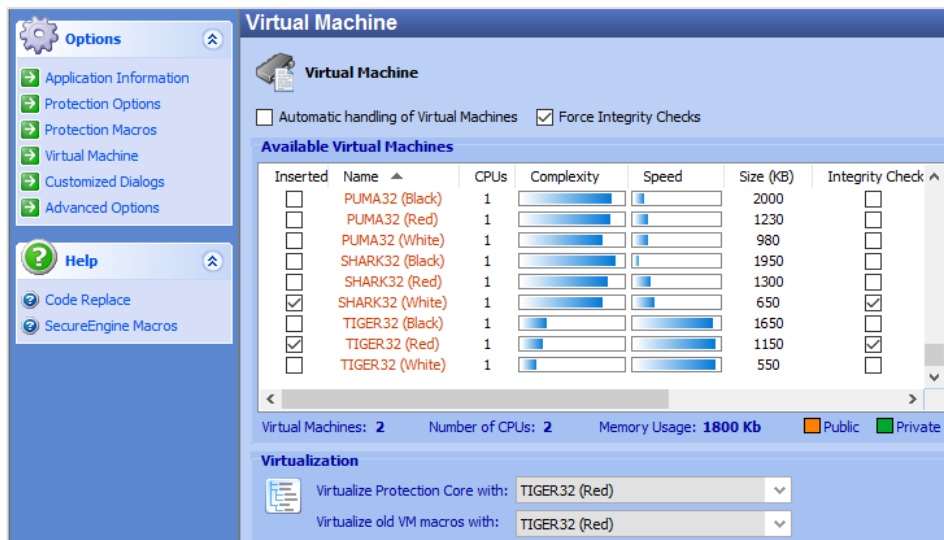 Virtual Machine
Options
Application Information
Protection Options
Protection Macros
Virtual Machine
Customized Dialogs
Advanced Options
Help
Code Replace
SecureEngine Macros
Virtual Machine
Automatic handling of Virtual Machines Force Integrity Checks
Available Virtual Machines
Inserted Name CPUs Complexity Speed Size (KB) Integrity Check
PUMA32 (Black) 1 2000
PUMA32 (Red) 1 1230
PUMA32 (White) 1 980
SHARK32 (Black) 1 1950
SHARK32 (Red) 1 1300
SHARK32 (White) 1 650
TIGER32 (Black) 1 1650
TIGER32 (Red) 1 1150
TIGER32 (White) 1 550
Virtual Machines: 2 Number of CPUs: 2 Memory Usage: 1800 Kb Public Private
Virtualization
Virtualize Protection Core with: TIGER32 (Red)
Virtualize old VM macros with: TIGER32 (Red)